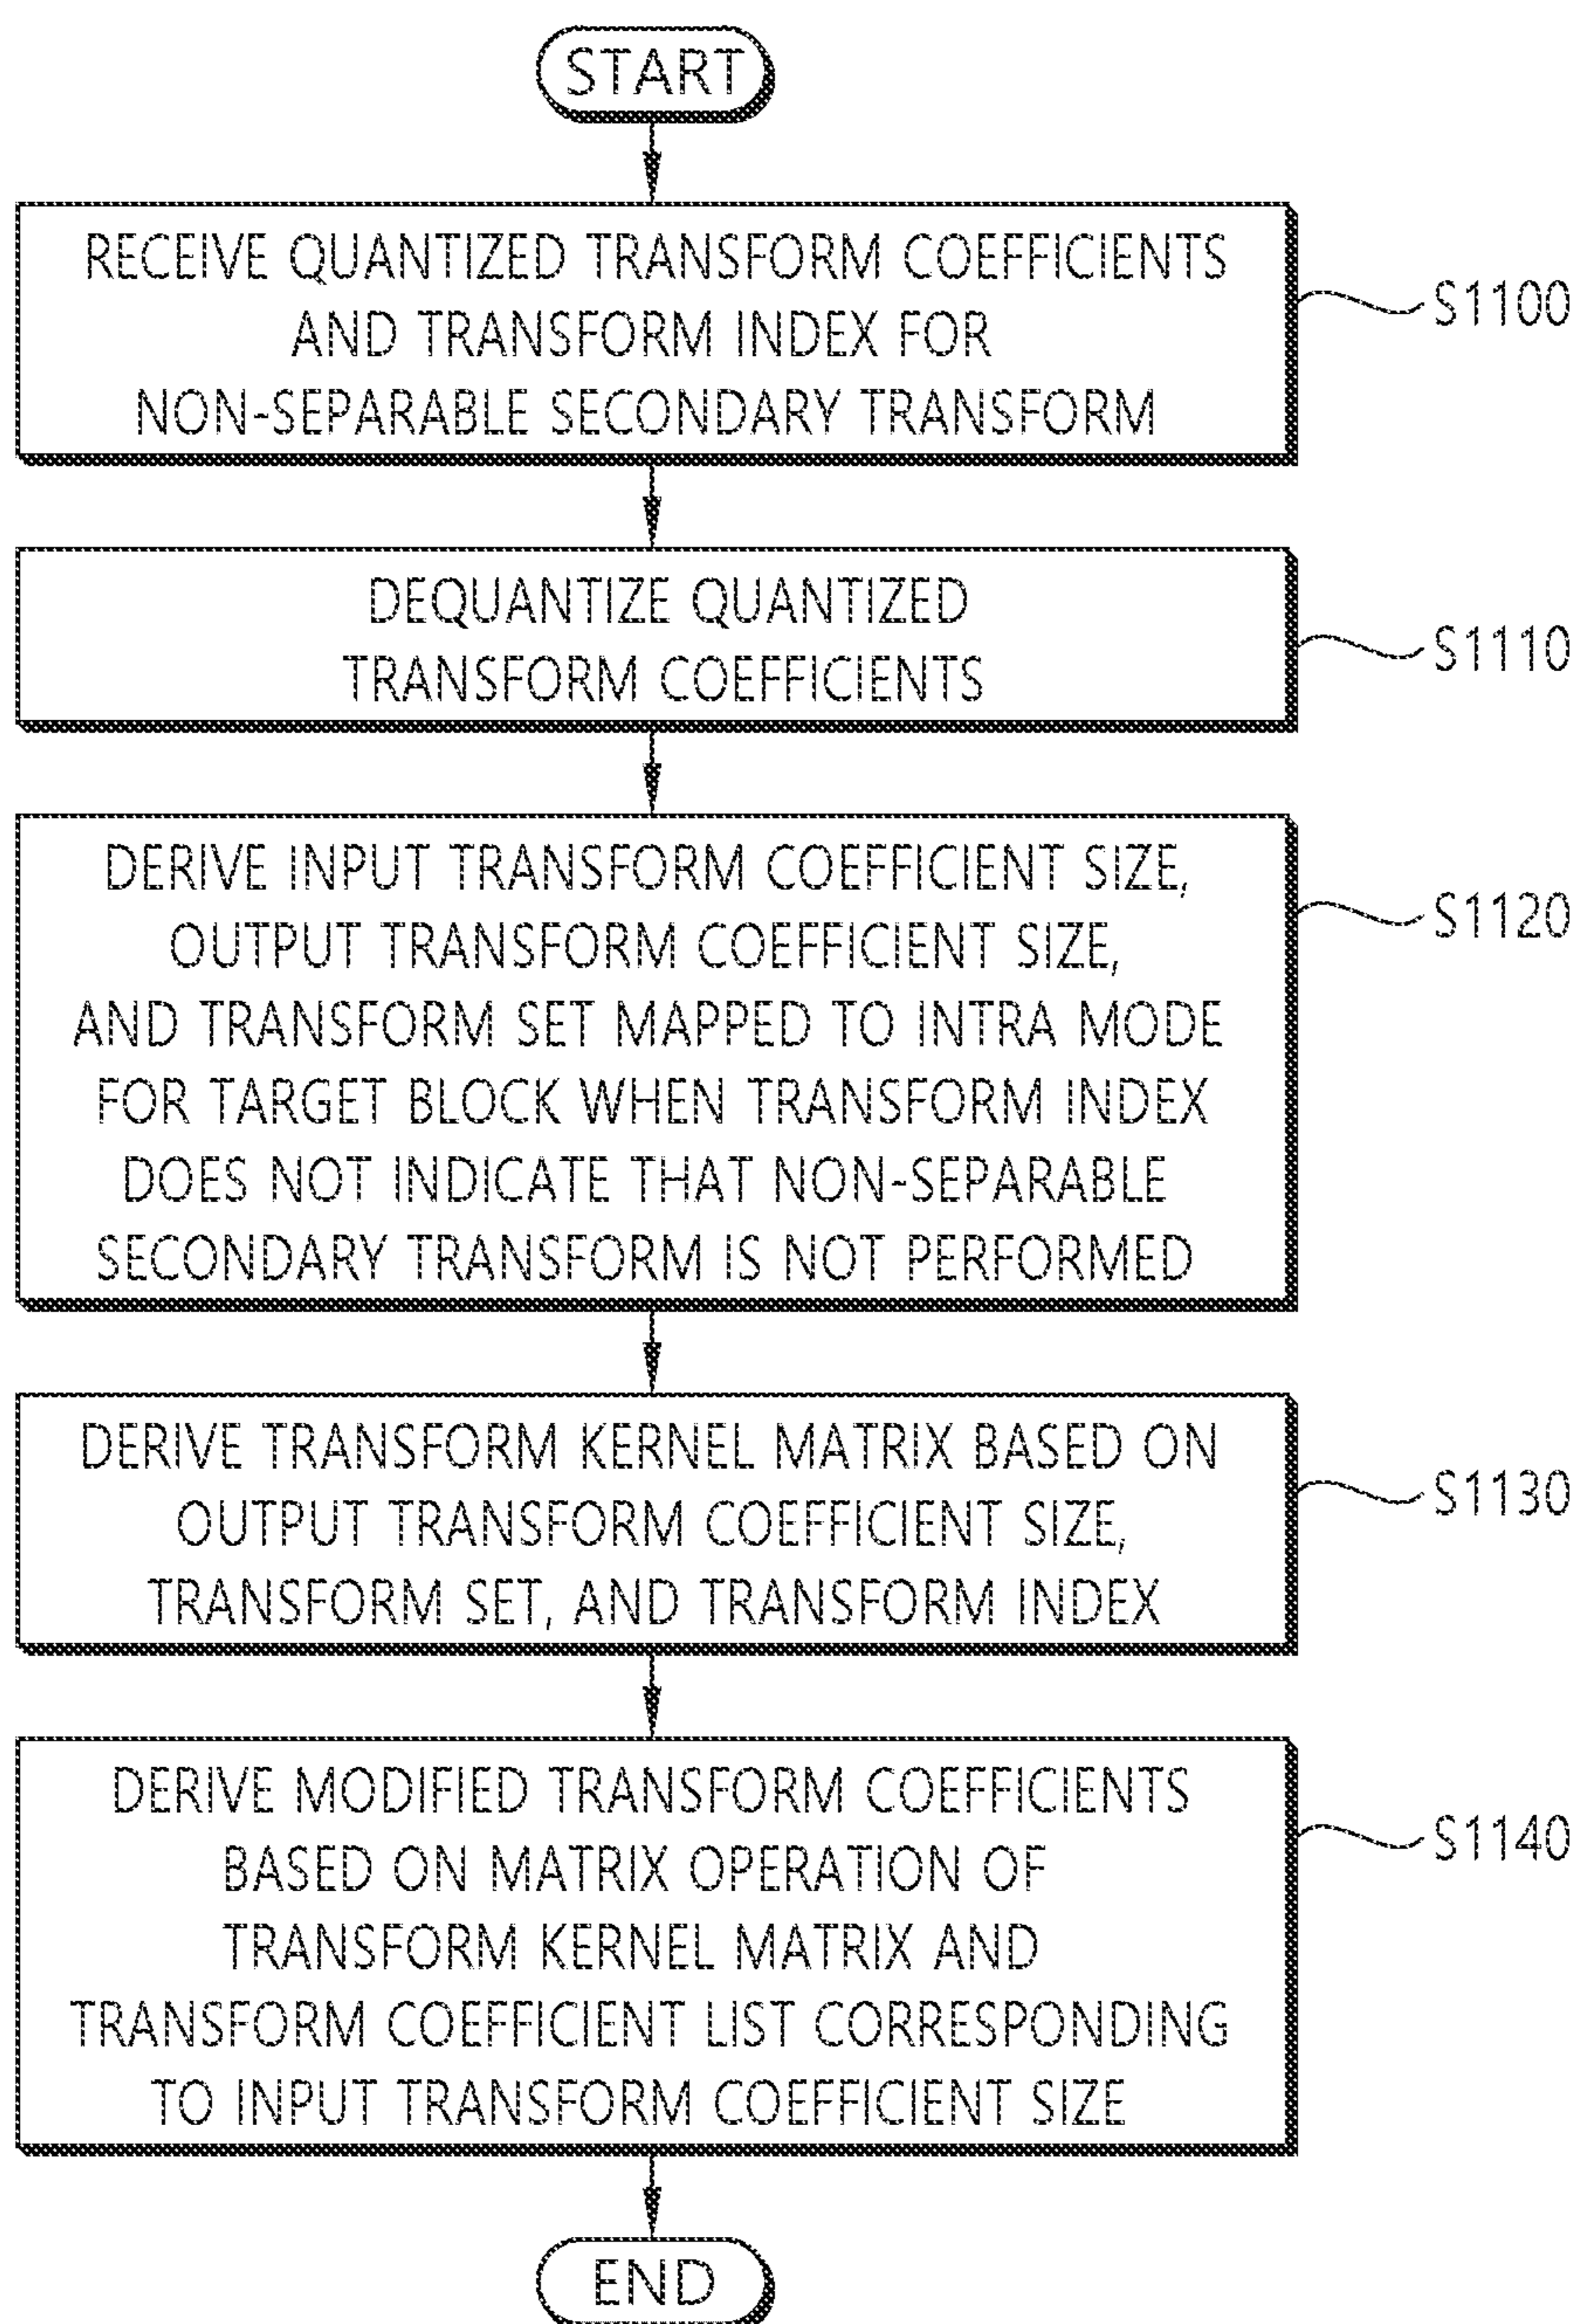 START
RECEIVE QUANTIZED TRANSFORM COEFFICIENTS
AND TRANSFORM INDEX FOR
NON-SEPARABLE SECONDARY TRANSFORM
S1100
DEQUANTIZE QUANTIZED
TRANSFORM COEFFICIENTS
S1110
DERIVE INPUT TRANSFORM COEFFICIENT SIZE,
OUTPUT TRANSFORM COEFFICIENT SIZE,
AND TRANSFORM SET MAPPED TO INTRA MODE
FOR TARGET BLOCK WHEN TRANSFORM INDEX
DOES NOT INDICATE THAT NON-SEPARABLE
SECONDARY TRANSFORM IS NOT PERFORMED
S1120
DERIVE TRANSFORM KERNEL MATRIX BASED ON
OUTPUT TRANSFORM COEFFICIENT SIZE,
TRANSFORM SET, AND TRANSFORM INDEX
S1130
DERIVE MODIFIED TRANSFORM COEFFICIENTS
BASED ON MATRIX OPERATION OF
TRANSFORM KERNEL MATRIX AND
TRANSFORM COEFFICIENT LIST CORRESPONDING
TO INPUT TRANSFORM COEFFICIENT SIZE
S1140
END